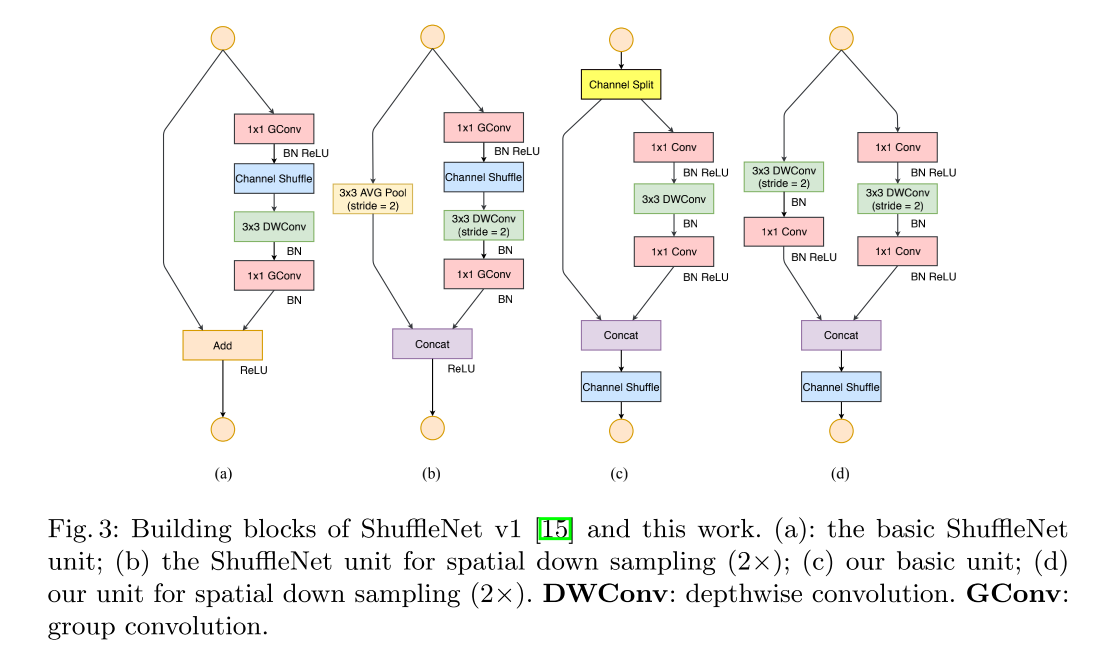 1x1 GConv
BN ReLU
Channel Shuffle
3x3 DWConv
BN
1x1 GConv
BN
Add
ReLU
(a)
3x3 AVG Pool
(stride = 2)
1x1 GConv
BN ReLU
Channel Shuffle
3x3 DWConv
(stride = 2)
BN
1x1 GConv
BN
Concat
ReLU
(b)
Channel Split
1x1 Conv
BN ReLU
3x3 DWConv
BN
1x1 Conv
BN ReLU
Concat
Channel Shuffle
(c)
3x3 DWConv
(stride = 2)
BN
1x1 Conv
BN ReLU
1x1 Conv
BN ReLU
3x3 DWConv
(stride = 2)
BN
1x1 Conv
BN ReLU
Concat
Channel Shuffle
(d)
Fig. 3: Building blocks of ShuffleNet v1 [15] and this work. (a): the basic ShuffleNet
unit; (b) the ShuffleNet unit for spatial down sampling (2×); (c) our basic unit; (d)
our unit for spatial down sampling (2×). DWConv: depthwise convolution. GConv:
group convolution.